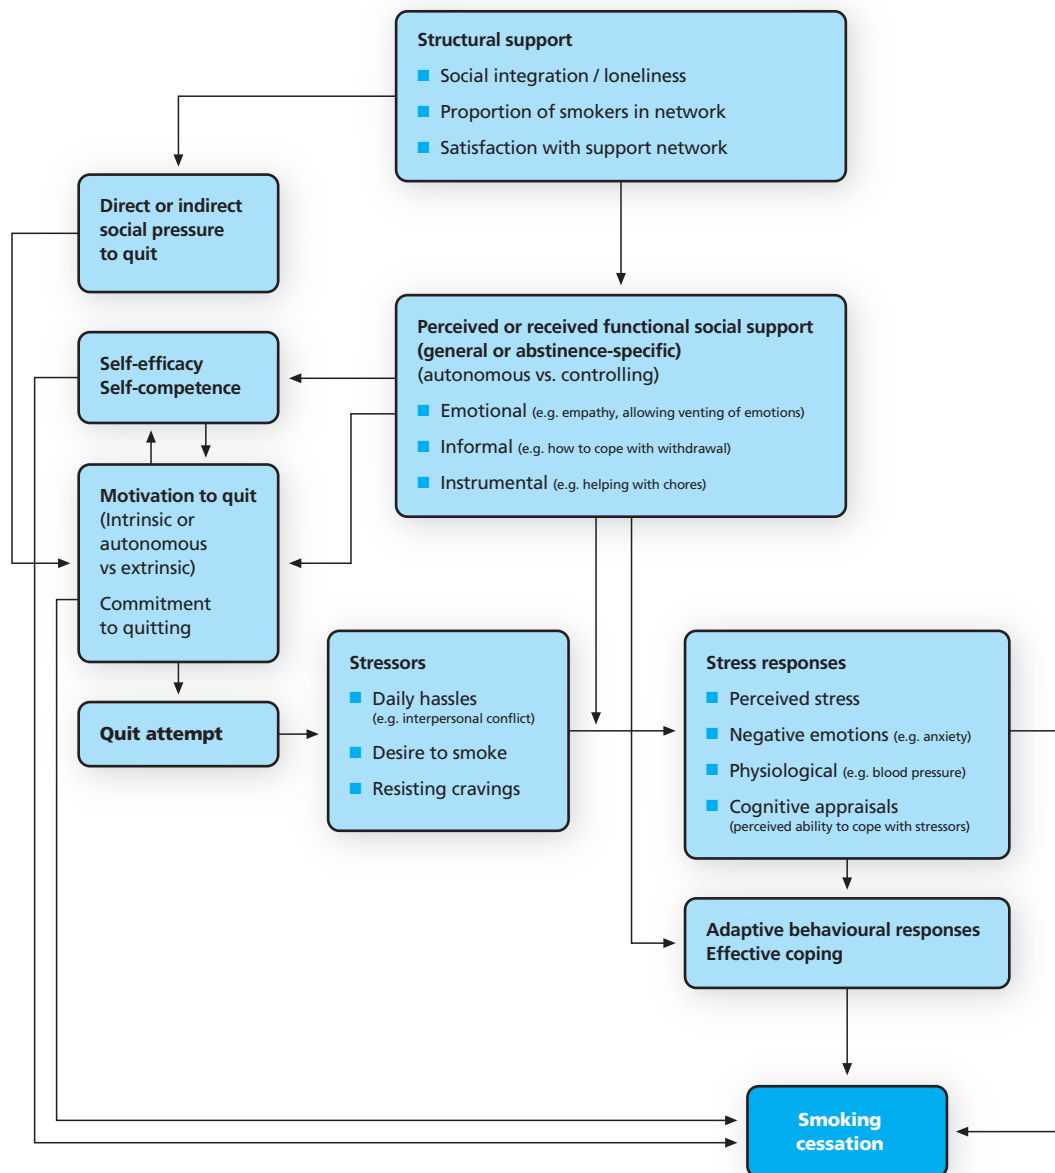 Structural support
Social integration / loneliness
Proportion of smokers in network
Satisfaction with support network
Direct or indirect
social pressure
to quit
Perceived or received functional social support
(general or abstinence-specific)
(autonomous vs. controlling)
Emotional (e.g. empathy, allowing venting of emotions)
Informal (e.g. how to cope with withdrawal)
Instrumental (e.g. helping with chores)
Self-efficacy
Self-competence
Motivation to quit
(Intrinsic or
autonomous
vs extrinsic)
Commitment
to quitting
Quit attempt
Stressors
Daily hassles
(e.g. interpersonal conflict)
Desire to smoke
Resisting cravings
Stress responses
Perceived stress
Negative emotions (e.g. anxiety)
Physiological (e.g. blood pressure)
Cognitive appraisals
(perceived ability to cope with stressors)
Adaptive behavioural responses
Effective coping
Smoking
cessation